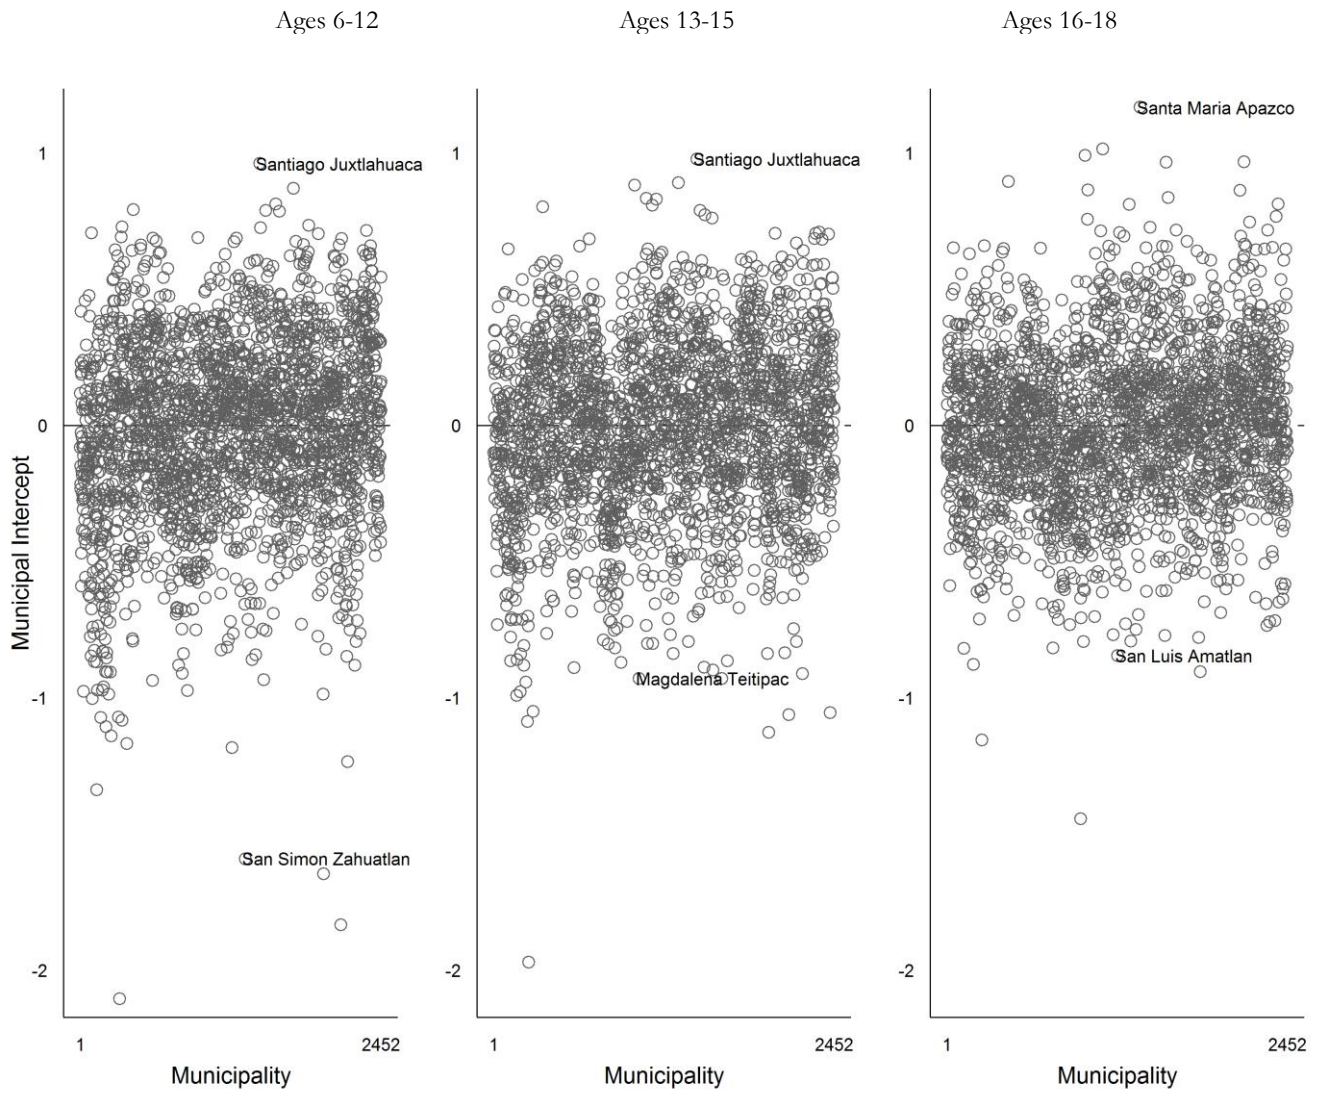 Ages 6-12
Ages 13-15
Ages 16-18
Santa Maria Apazco
1
Santiago Juxtlahuaca
1
Santiago Juxtlahuaca
1
0
0
0
Municipal Intercept
San Luis Amatlan
Magdalena Teitipac
-1
-1
-1
San Simon Zahuatlan
-2
-2
-2
1
2452
1
2452
1
2452
Municipality
Municipality
Municipality